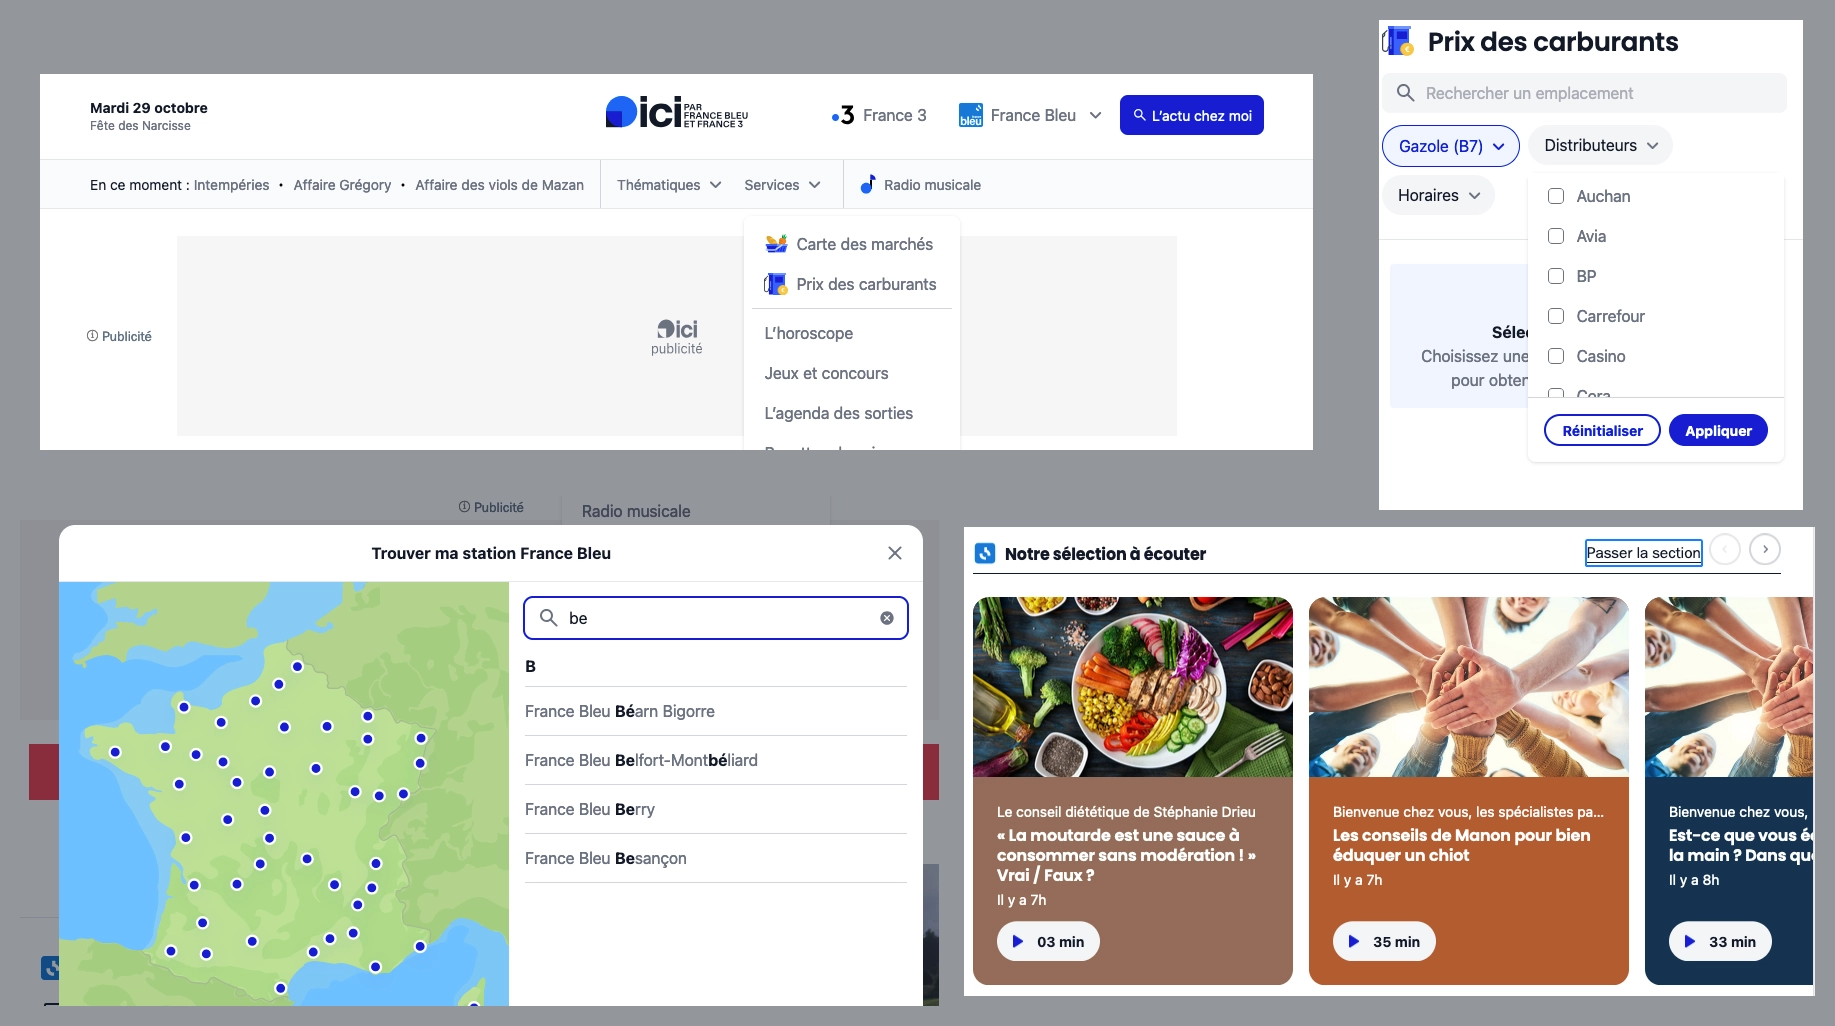 Mardi 29 octobre
Fête des Narcisse
ici PAR FRANCE BLEU ET FRANCE 3
3 France 3
bleu France Bleu
L'actu chez moi
En ce moment : Intempéries • Affaire Grégory • Affaire des viols de Mazan
Thématiques
Services
Radio musicale
Carte des marchés
Prix des carburants
L'horoscope
Jeux et concours
L'agenda des sorties
Publicité
ici
publicité
Prix des carburants
Rechercher un emplacement
Gazole (B7)
Distributeurs
Horaires
Auchan
Avia
BP
Carrefour
Casino
Cora
Choisissez une
pour obten
Réinitialiser
Appliquer
Publicité
Radio musicale
Trouver ma station France Bleu
be
B
France Bleu Béarn Bigorre
France Bleu Belfort-Montbéliard
France Bleu Berry
France Bleu Besançon
Notre sélection à écouter
Passer la section
Le conseil diététique de Stéphanie Drieu
« La moutarde est une sauce à
consommer sans modération ! »
Vrai / Faux ?
Il y a 7h
03 min
Bienvenue chez vous, les spécialistes pa...
Les conseils de Manon pour bien
éduquer un chiot
Il y a 7h
35 min
Bienvenue chez vous,
Est-ce que vous éc
la main ? Dans que
Il y a 8h
33 min